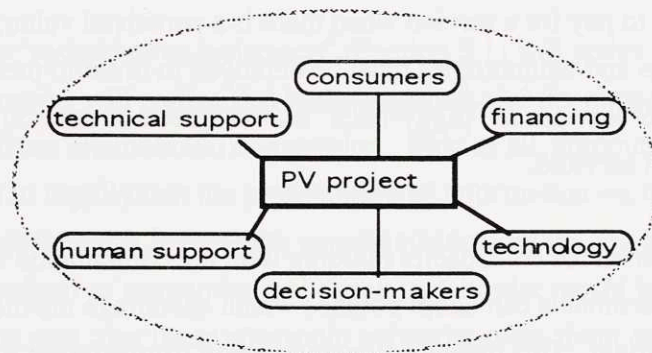 consumers
technical support
financing
PV project
human support
technology
decision-makers